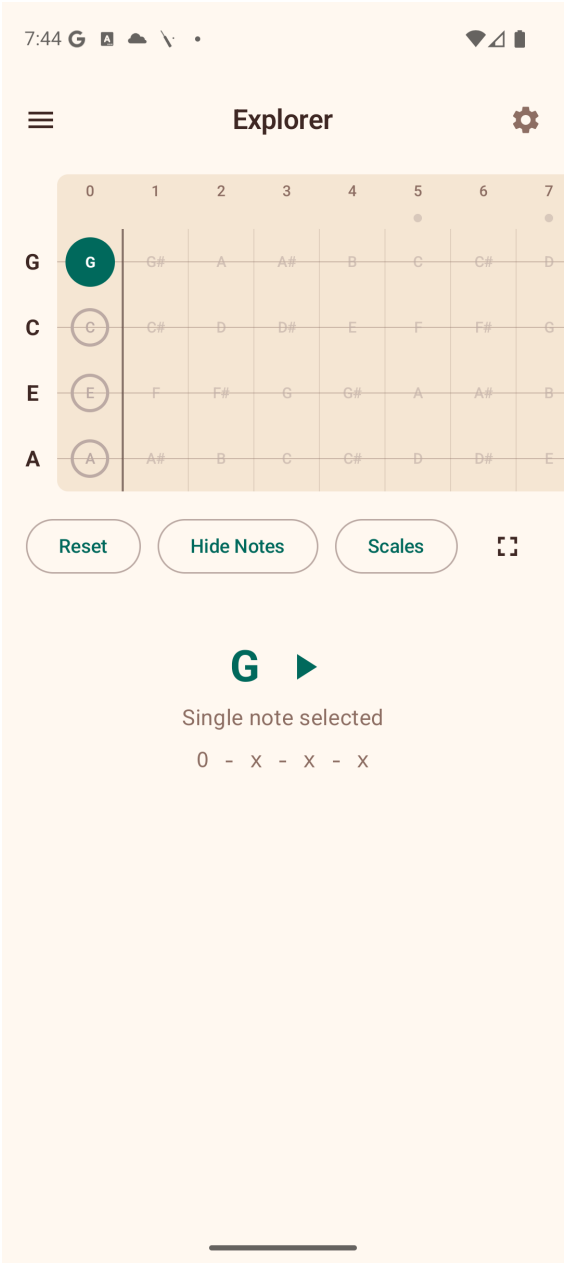 7:44
Explorer
0 1 2 3 4 5 6 7
G G G# A A# B C C# D
C C C# D D# E F F# G
E E F F# G G# A A# B
A A A# B C C# D D# E
Reset Hide Notes Scales
G
Single note selected
0 - x - x - x